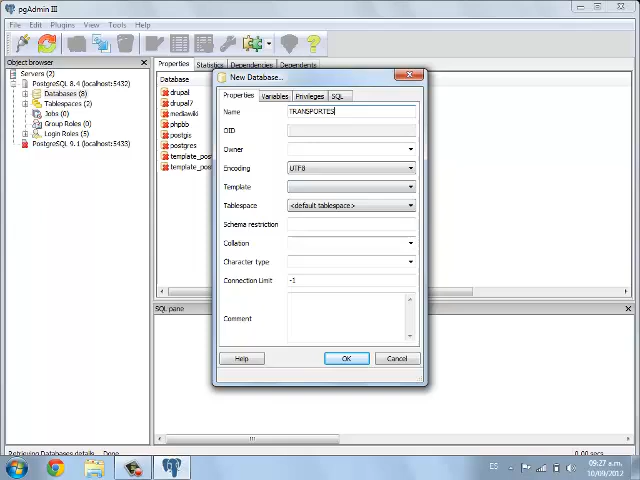 pgAdmin III
File Edit Plugins View Tools Help
Object browser
Servers (2)
PostgreSQL 8.4 (localhost:5432)
Databases (8)
Tablespaces (2)
Jobs (0)
Group Roles (0)
Login Roles (5)
PostgreSQL 9.1 (localhost:5433)
Properties Statistics Dependencies Dependents
Database
drupal
drupal7
mediawiki
phpbb
postgis
postgres
template_pos
template_pos
New Database...
Properties Variables Privileges SQL
Name TRANSPORTES
OID
Owner
Encoding UTF8
Template
Tablespace <default tablespace>
Schema restriction
Collation
Character type
Connection Limit -1
Comment
Help OK Cancel
SQL pane
Retrieving Databases details... Done. 0.00 secs
ES 09:27 a.m.
10/09/2012